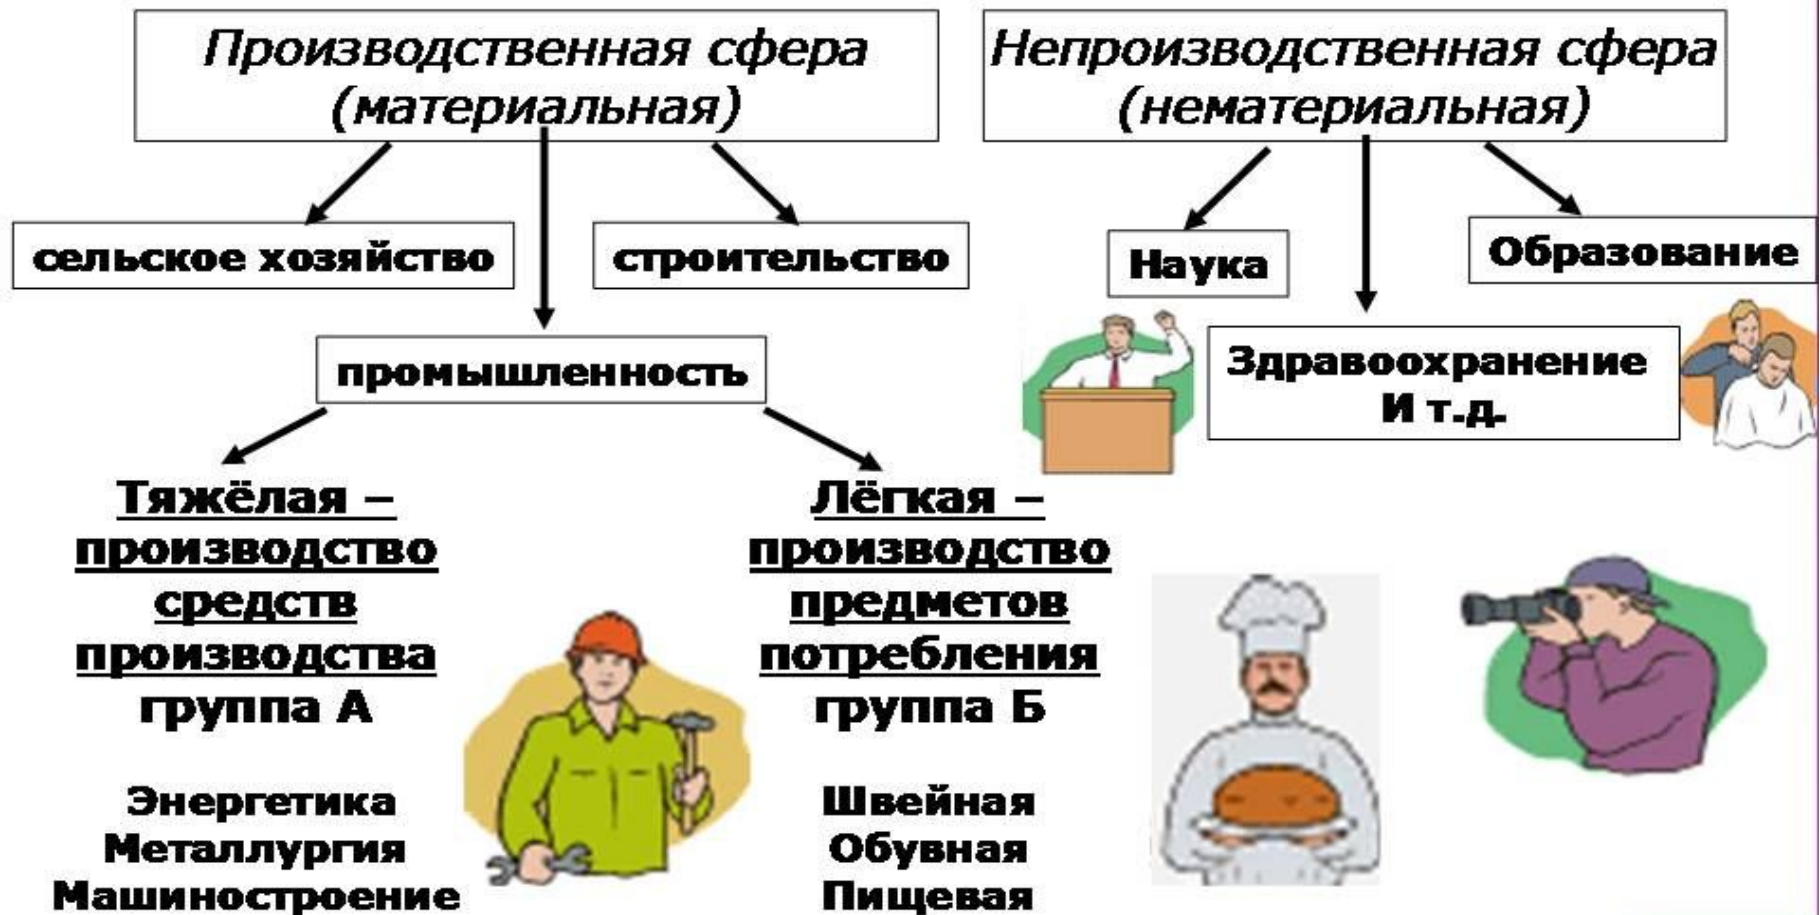 Производственная сфера
(материальная)
Непроизводственная сфера
(нематериальная)
сельское хозяйство
строительство
Наука
Образование
промышленность
Здравоохранение
И т.д.
Тяжёлая –
производство
средств
производства
группа А
Энергетика
Металлургия
Машиностроение
Лёгкая –
производство
предметов
потребления
группа Б
Швейная
Обувная
Пищевая